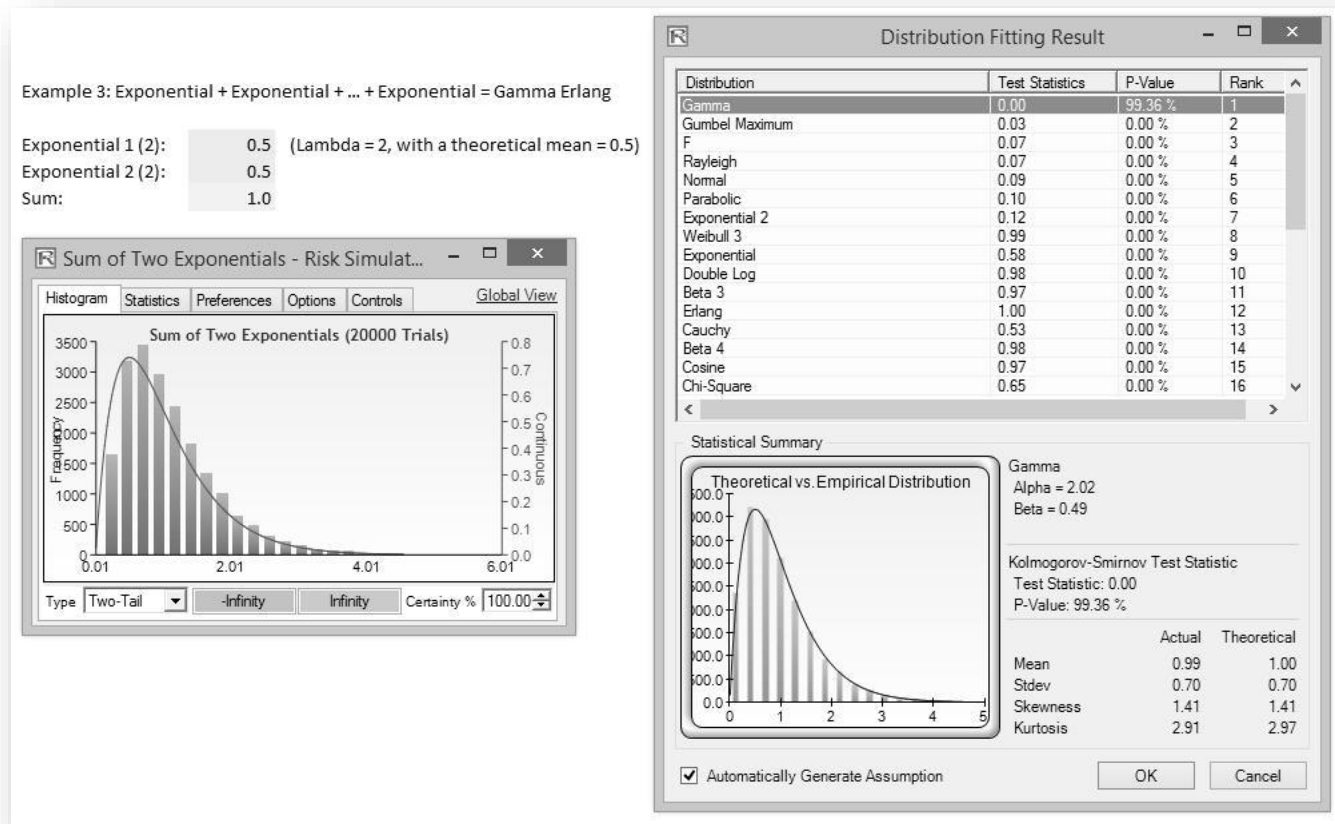 Example 3: Exponential + Exponential + ... + Exponential = Gamma Erlang
Exponential 1 (2): 0.5 (Lambda = 2, with a theoretical mean = 0.5)
Exponential 2 (2): 0.5
Sum: 1.0
Sum of Two Exponentials - Risk Simulat...
Histogram Statistics Preferences Options Controls Global View
Sum of Two Exponentials (20000 Trials)
Frequency
3500
3000
2500
2000
1500
1000
500
0
0.8
0.7
0.6
0.5
0.4
0.3
0.2
0.1
0.0
Continuous
0.01 2.01 4.01 6.01
Type Two-Tail -Infinity Infinity Certainty % 100.00
Distribution Fitting Result
Distribution Test Statistics P-Value Rank
Gamma 0.00 99.36 % 1
Gumbel Maximum 0.03 0.00 % 2
F 0.07 0.00 % 3
Rayleigh 0.07 0.00 % 4
Normal 0.09 0.00 % 5
Parabolic 0.10 0.00 % 6
Exponential 2 0.12 0.00 % 7
Weibull 3 0.99 0.00 % 8
Exponential 0.58 0.00 % 9
Double Log 0.98 0.00 % 10
Beta 3 0.97 0.00 % 11
Erlang 1.00 0.00 % 12
Cauchy 0.53 0.00 % 13
Beta 4 0.98 0.00 % 14
Cosine 0.97 0.00 % 15
Chi-Square 0.65 0.00 % 16
Statistical Summary
Theoretical vs. Empirical Distribution
0.0
0 1 2 3 4 5
Gamma
Alpha = 2.02
Beta = 0.49
Kolmogorov-Smirnov Test Statistic
Test Statistic: 0.00
P-Value: 99.36 %
Actual Theoretical
Mean 0.99 1.00
Stdev 0.70 0.70
Skewness 1.41 1.41
Kurtosis 2.91 2.97
Automatically Generate Assumption OK Cancel